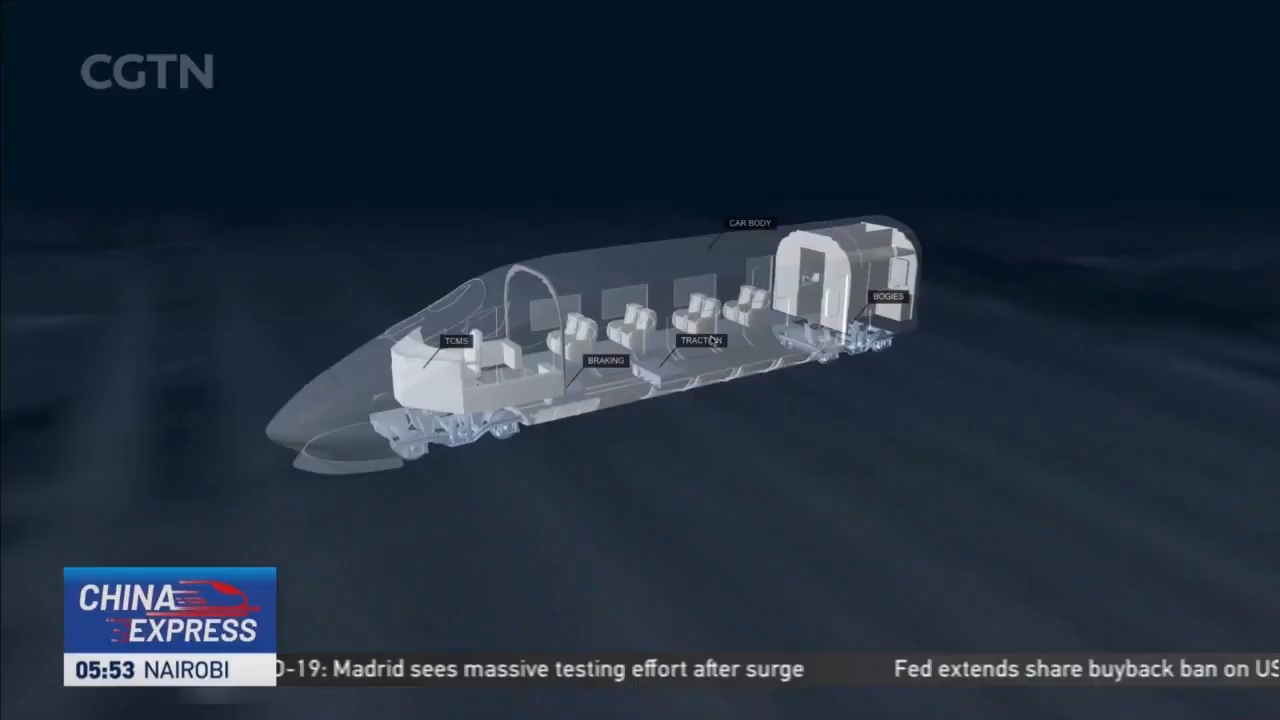 CGTN
CAR BODY
BOGIES
TCMS
TRACTION
BRAKING
CHINA
EXPRESS
05:53 NAIROBI
D-19: Madrid sees massive testing effort after surge
Fed extends share buyback ban on US